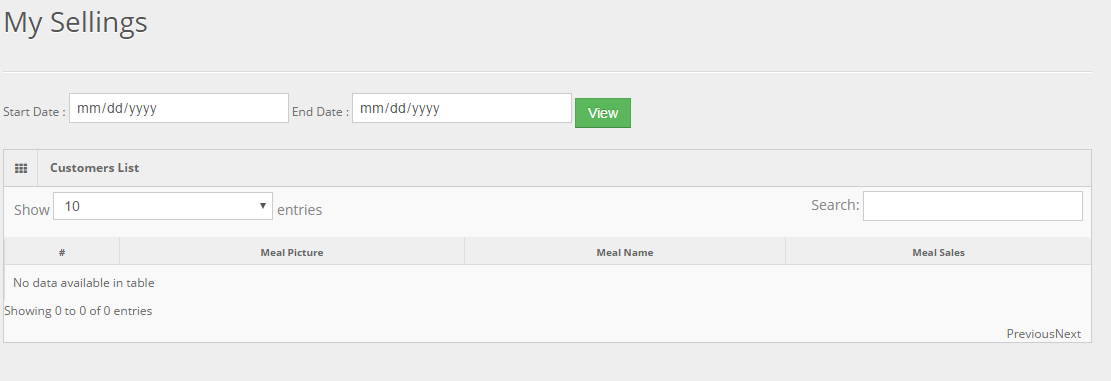 My Sellings
Start Date : mm/dd/yyyy End Date : mm/dd/yyyy View
Customers List
Show 10 entries Search:
# Meal Picture Meal Name Meal Sales
No data available in table
Showing 0 to 0 of 0 entries
PreviousNext